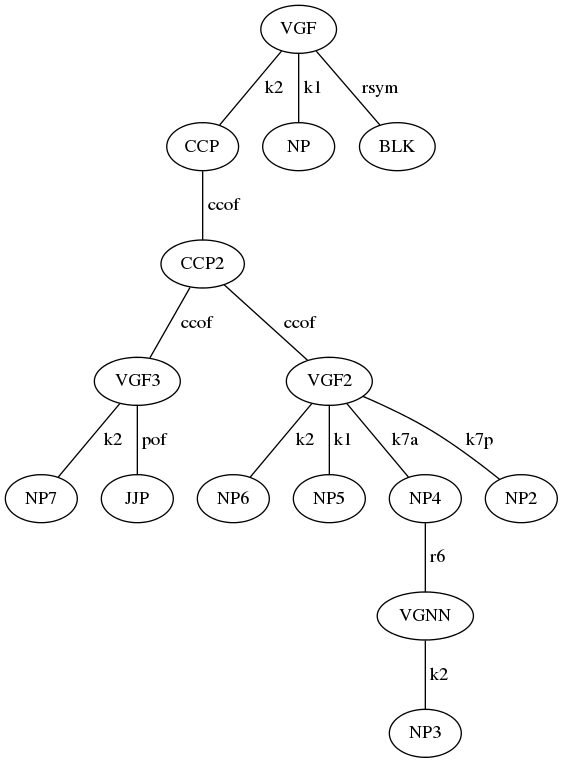 VGF
k2 k1 rsym
CCP NP BLK
ccof
CCP2
ccof ccof
VGF3 VGF2
k2 pof k2 k1 k7a k7p
NP7 JJP NP6 NP5 NP4 NP2
r6
VGNN
k2
NP3